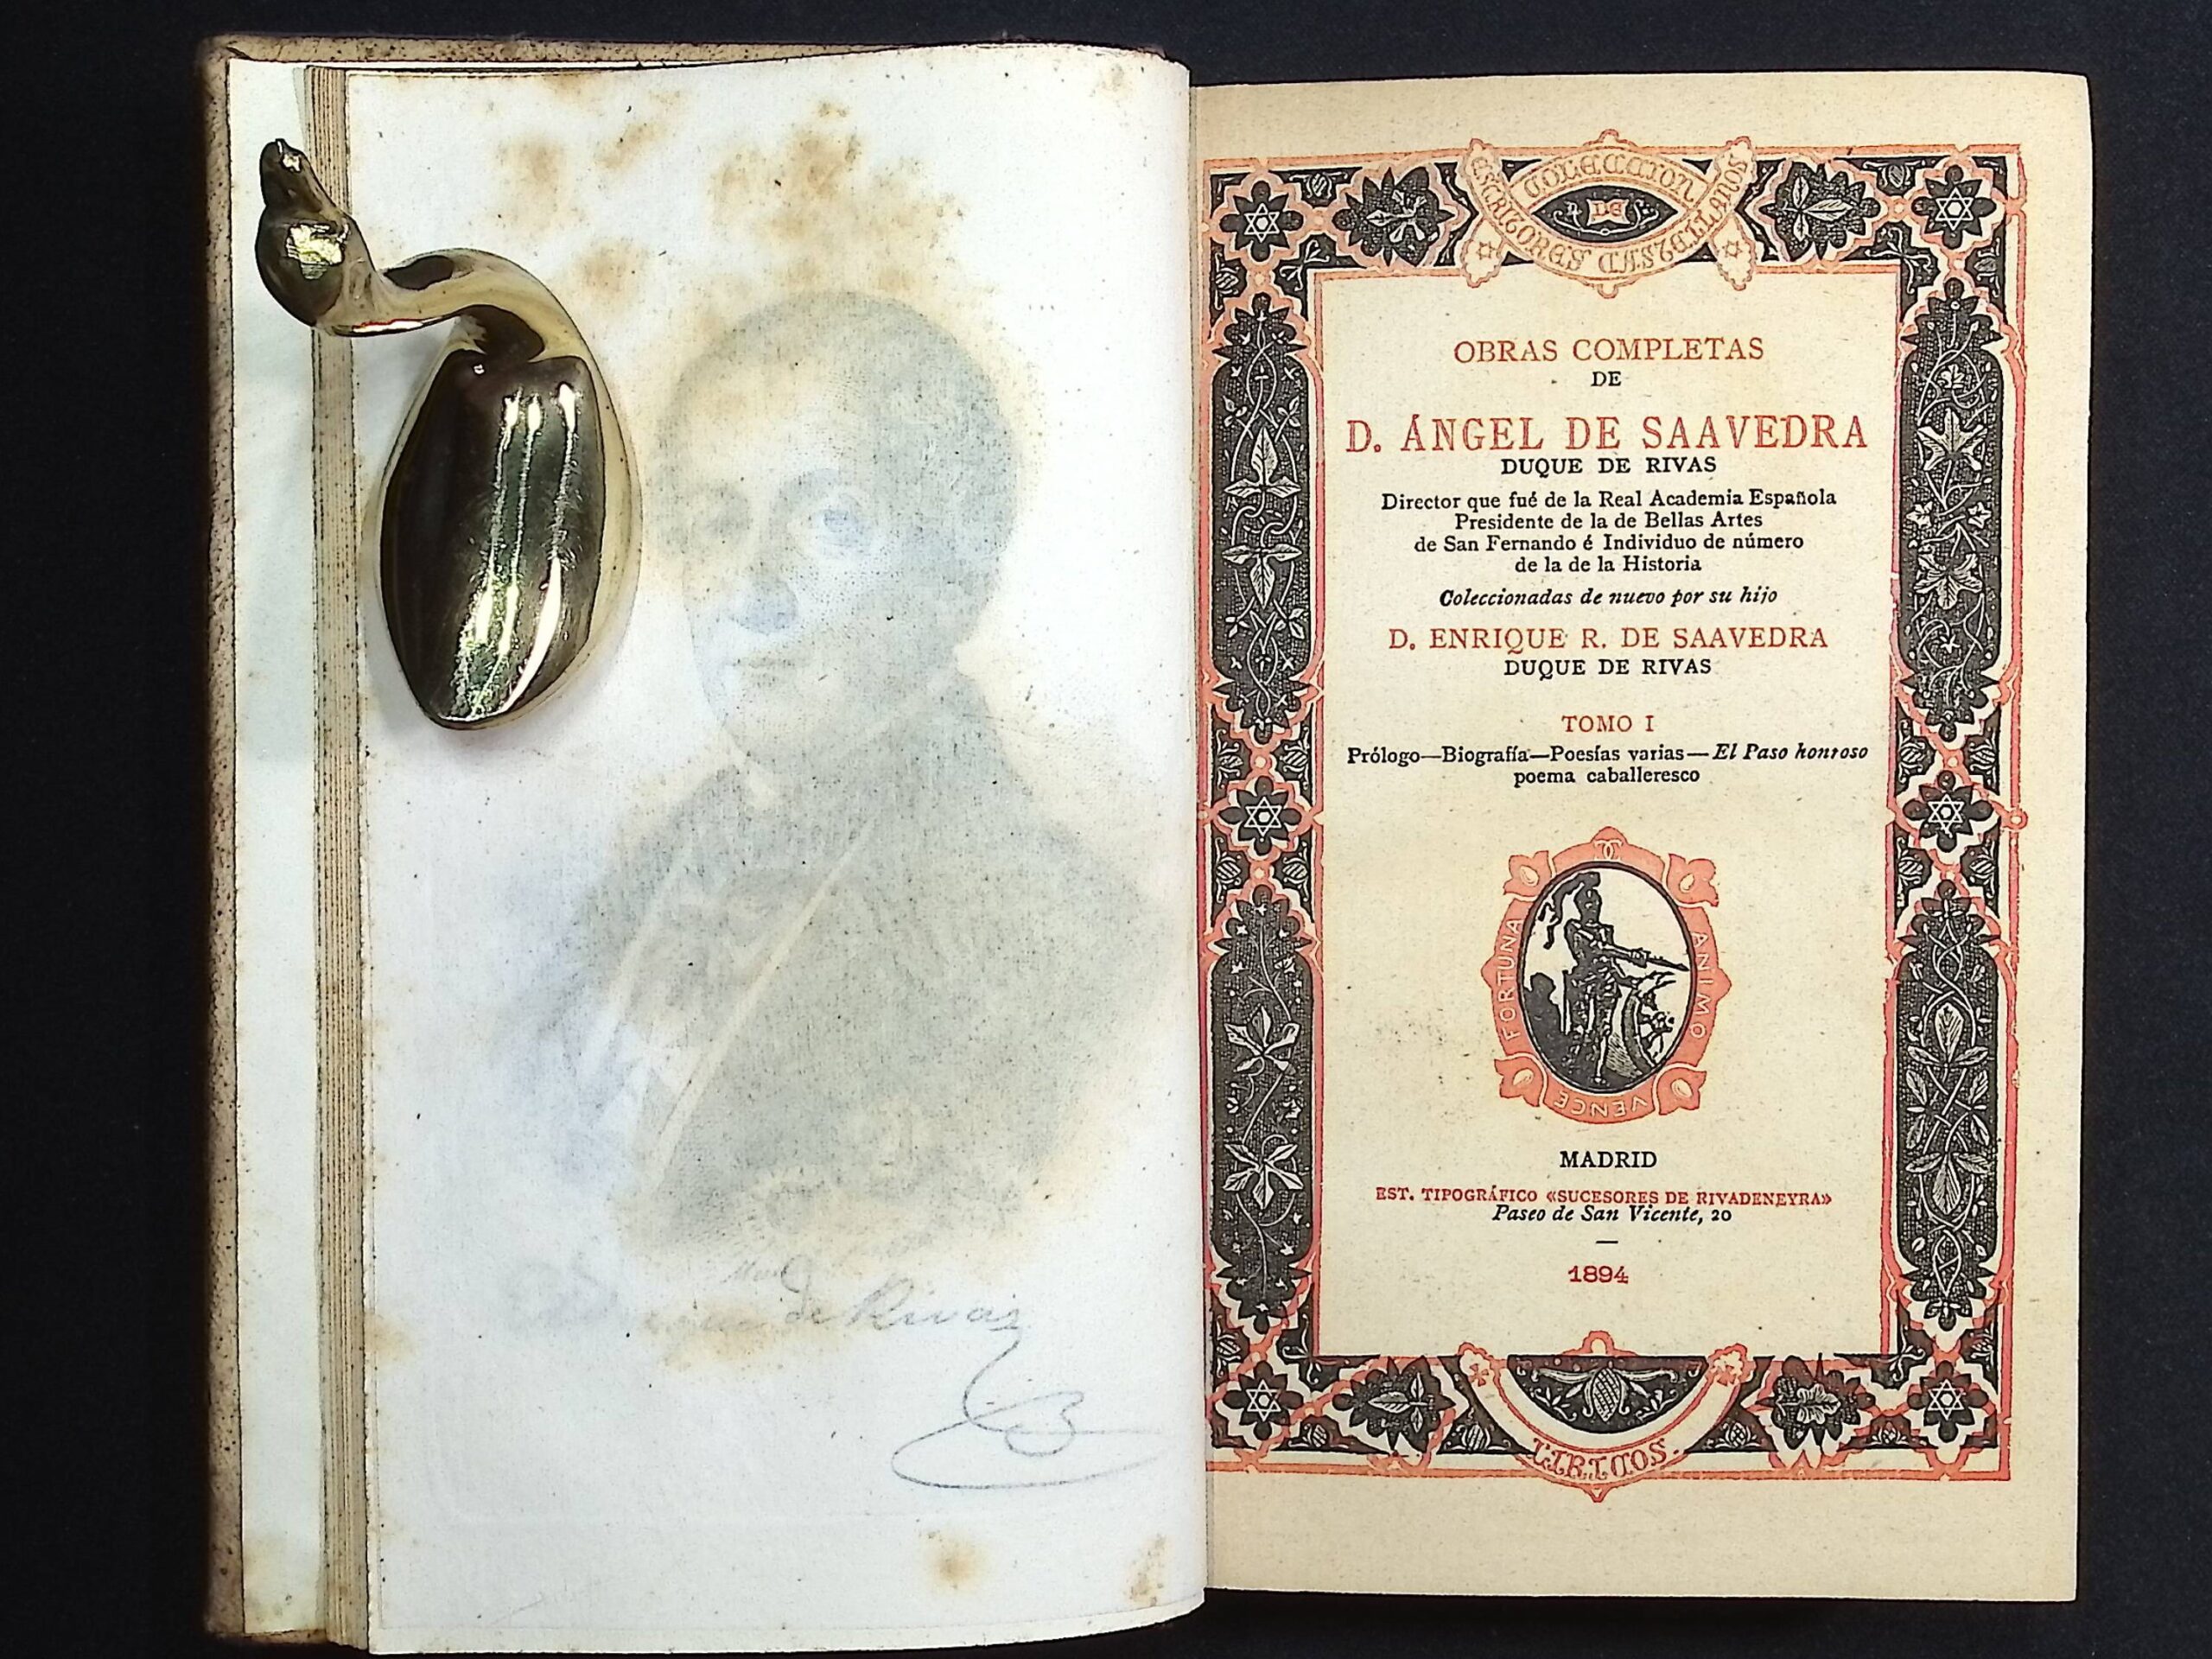 de Rivas
COLECCION
DE
ESCRITORES CASTELLANOS
OBRAS COMPLETAS
DE
D. ÁNGEL DE SAAVEDRA
DUQUE DE RIVAS
Director que fué de la Real Academia Española
Presidente de la de Bellas Artes
de San Fernando é Individuo de número
de la de la Historia
Coleccionadas de nuevo por su hijo
D. ENRIQUE R. DE SAAVEDRA
DUQUE DE RIVAS
TOMO I
Prólogo—Biografía—Poesías varias—El Paso honroso
poema caballeresco
FORTUNA
ANIMO
VENCE
MADRID
EST. TIPOGRÁFICO «SUCESORES DE RIVADENEYRA»
Paseo de San Vicente, 20
1894
LIRICOS